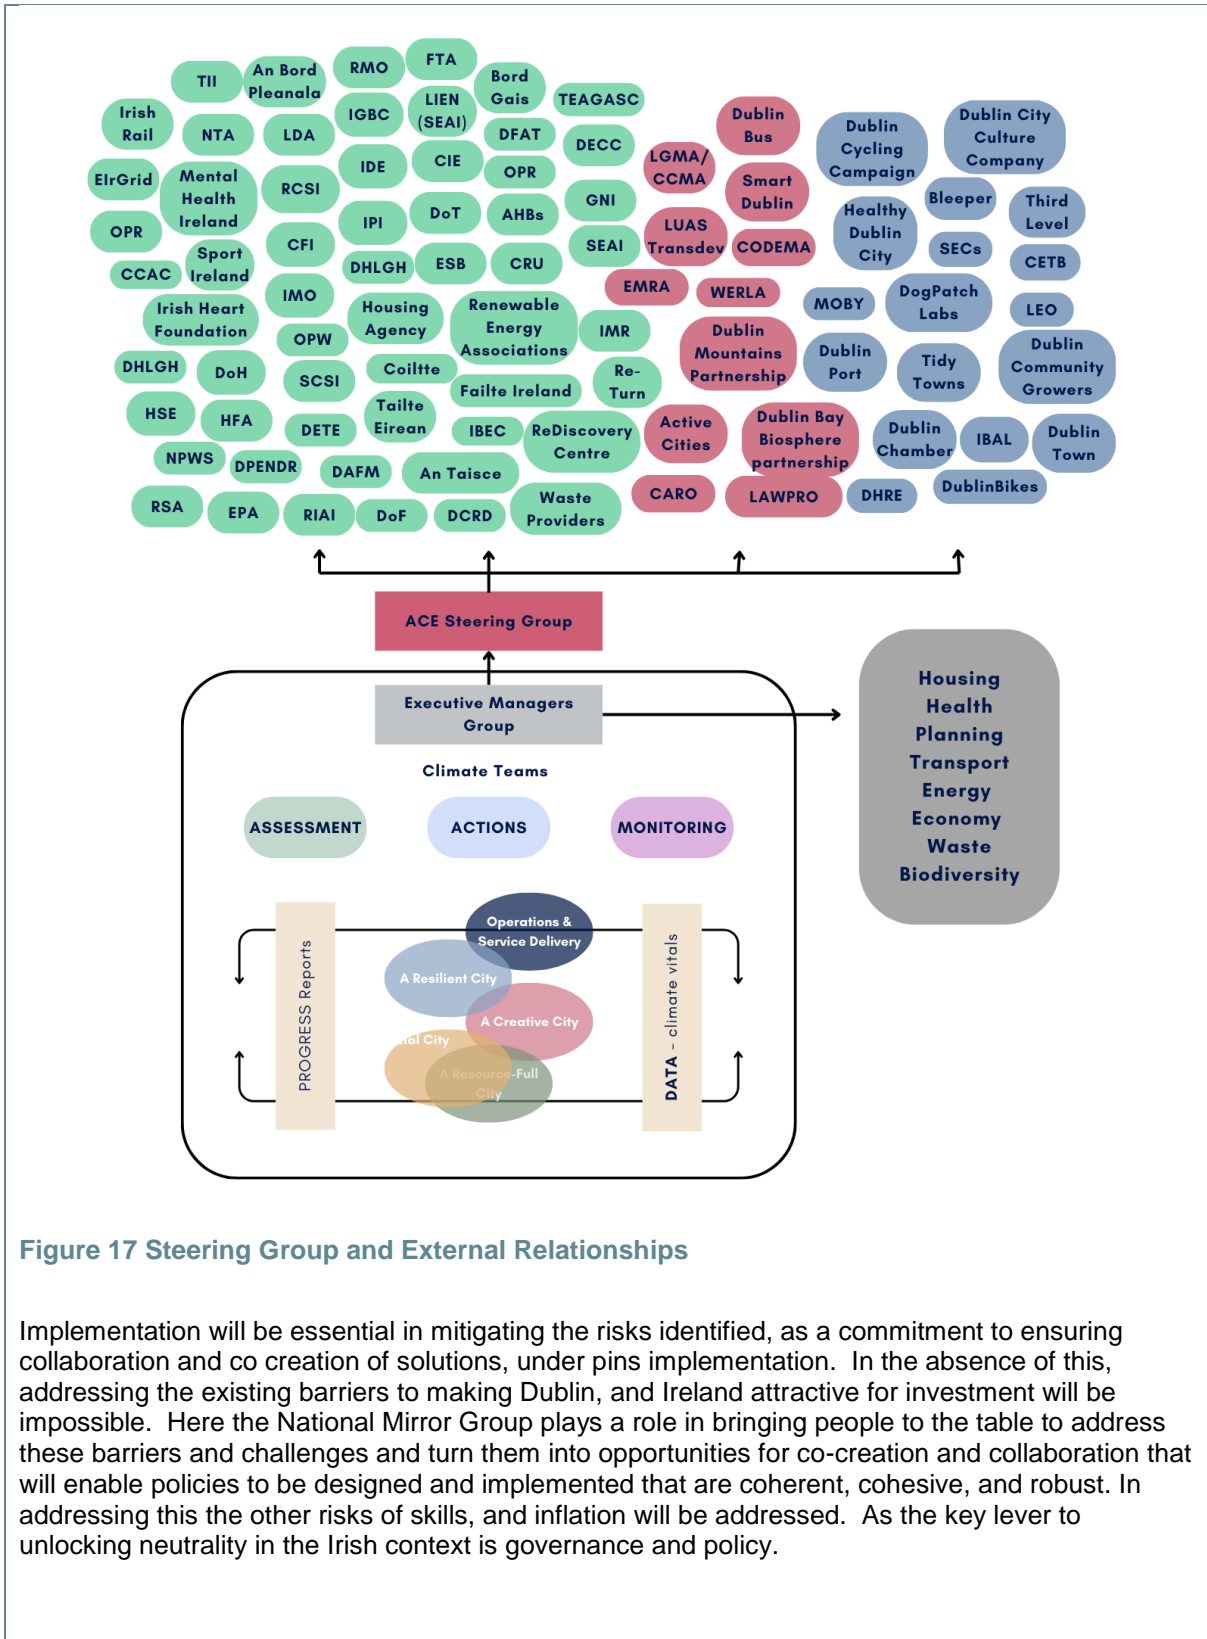 TII
An Bord
Pleanala
RMO
FTA
Bord
Gais
TEAGASC
Irish
Rail
NTA
LDA
IGBC
LIEN
(SEAI)
DFAT
DECC
EIrGrid
Mental
Health
Ireland
RCSI
IDE
CIE
OPR
GNI
OPR
IPI
DoT
AHBs
SEAI
CCAC
Sport
Ireland
CFI
DHLGH
ESB
CRU
Irish Heart
Foundation
IMO
Housing
Agency
Renewable
Energy
Associations
IMR
OPW
DHLGH
DoH
SCSI
Coiltte
Failte Ireland
Re-
Turn
HSE
HFA
DETE
Tailte
Eirean
IBEC
ReDiscovery
Centre
NPWS
DPENDR
DAFM
An Taisce
RSA
EPA
RIAI
DoF
DCRD
Waste
Providers
Dublin
Bus
LGMA/
CCMA
Smart
Dublin
LUAS
Transdev
CODEMA
EMRA
WERLA
Dublin
Mountains
Partnership
Active
Cities
Dublin Bay
Biosphere
partnership
CARO
LAWPRO
Dublin
Cycling
Campaign
Dublin City
Culture
Company
Healthy
Dublin
City
Bleeper
Third
Level
SECs
CETB
MOBY
DogPatch
Labs
LEO
Dublin
Port
Tidy
Towns
Dublin
Community
Growers
Dublin
Chamber
IBAL
Dublin
Town
DHRE
DublinBikes
ACE Steering Group
Executive Managers
Group
Climate Teams
ASSESSMENT
ACTIONS
MONITORING
Housing
Health
Planning
Transport
Energy
Economy
Waste
Biodiversity
PROGRESS Reports
Operations &
Service Delivery
A Resilient City
A Creative City
City
A Resource-Full
City
DATA - climate vitals
Figure 17 Steering Group and External Relationships
Implementation will be essential in mitigating the risks identified, as a commitment to ensuring
collaboration and co creation of solutions, under pins implementation.  In the absence of this,
addressing the existing barriers to making Dublin, and Ireland attractive for investment will be
impossible.  Here the National Mirror Group plays a role in bringing people to the table to address
these barriers and challenges and turn them into opportunities for co-creation and collaboration that
will enable policies to be designed and implemented that are coherent, cohesive, and robust. In
addressing this the other risks of skills, and inflation will be addressed.  As the key lever to
unlocking neutrality in the Irish context is governance and policy.